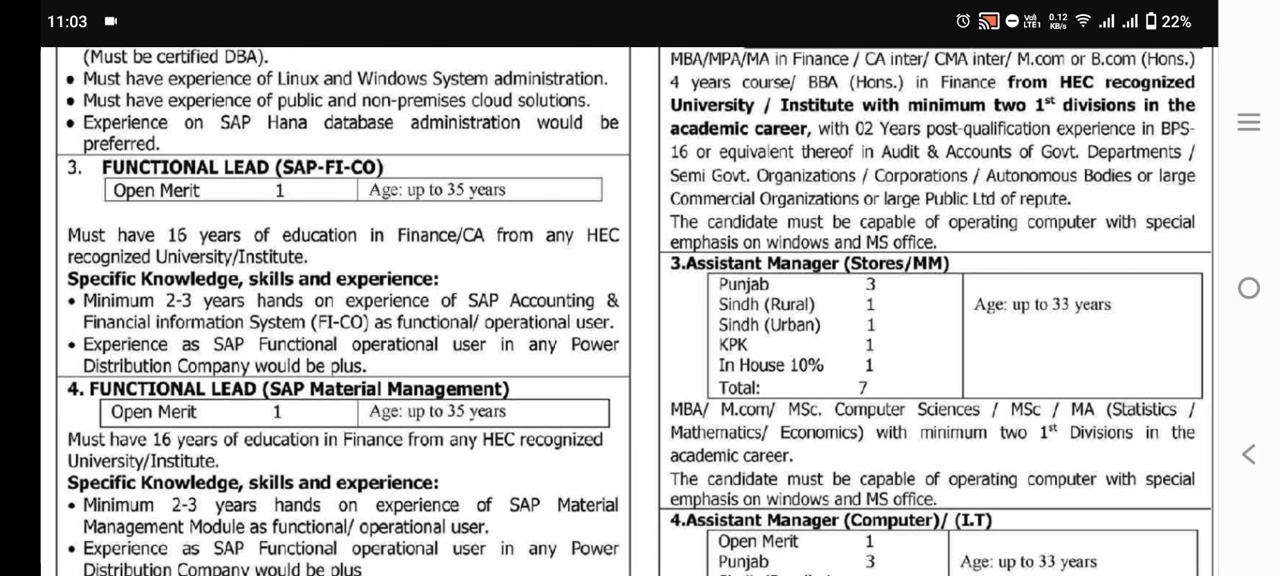 11:03
Vo)) LTE1 0.12 KB/s 22%
(Must be certified DBA).
• Must have experience of Linux and Windows System administration.
• Must have experience of public and non-premises cloud solutions.
• Experience on SAP Hana database administration would be
preferred.
3. FUNCTIONAL LEAD (SAP-FI-CO)
Open Merit 1 Age: up to 35 years
Must have 16 years of education in Finance/CA from any HEC
recognized University/Institute.
Specific Knowledge, skills and experience:
• Minimum 2-3 years hands on experience of SAP Accounting &
Financial information System (FI-CO) as functional/ operational user.
• Experience as SAP Functional operational user in any Power
Distribution Company would be plus.
4. FUNCTIONAL LEAD (SAP Material Management)
Open Merit 1 Age: up to 35 years
Must have 16 years of education in Finance from any HEC recognized
University/Institute.
Specific Knowledge, skills and experience:
• Minimum 2-3 years hands on experience of SAP Material
Management Module as functional/ operational user.
• Experience as SAP Functional operational user in any Power
Distribution Company would be plus
MBA/MPA/MA in Finance / CA inter/ CMA inter/ M.com or B.com (Hons.)
4 years course/ BBA (Hons.) in Finance from HEC recognized
University / Institute with minimum two 1st divisions in the
academic career, with 02 Years post-qualification experience in BPS-
16 or equivalent thereof in Audit & Accounts of Govt. Departments /
Semi Govt. Organizations / Corporations / Autonomous Bodies or large
Commercial Organizations or large Public Ltd of repute.
The candidate must be capable of operating computer with special
emphasis on windows and MS office.
3.Assistant Manager (Stores/MM)
Punjab 3
Sindh (Rural) 1 Age: up to 33 years
Sindh (Urban) 1
KPK 1
In House 10% 1
Total: 7
MBA/ M.com/ MSc. Computer Sciences / MSc / MA (Statistics /
Mathematics/ Economics) with minimum two 1st Divisions in the
academic career.
The candidate must be capable of operating computer with special
emphasis on windows and MS office.
4.Assistant Manager (Computer)/ (I.T)
Open Merit 1
Punjab 3 Age: up to 33 years